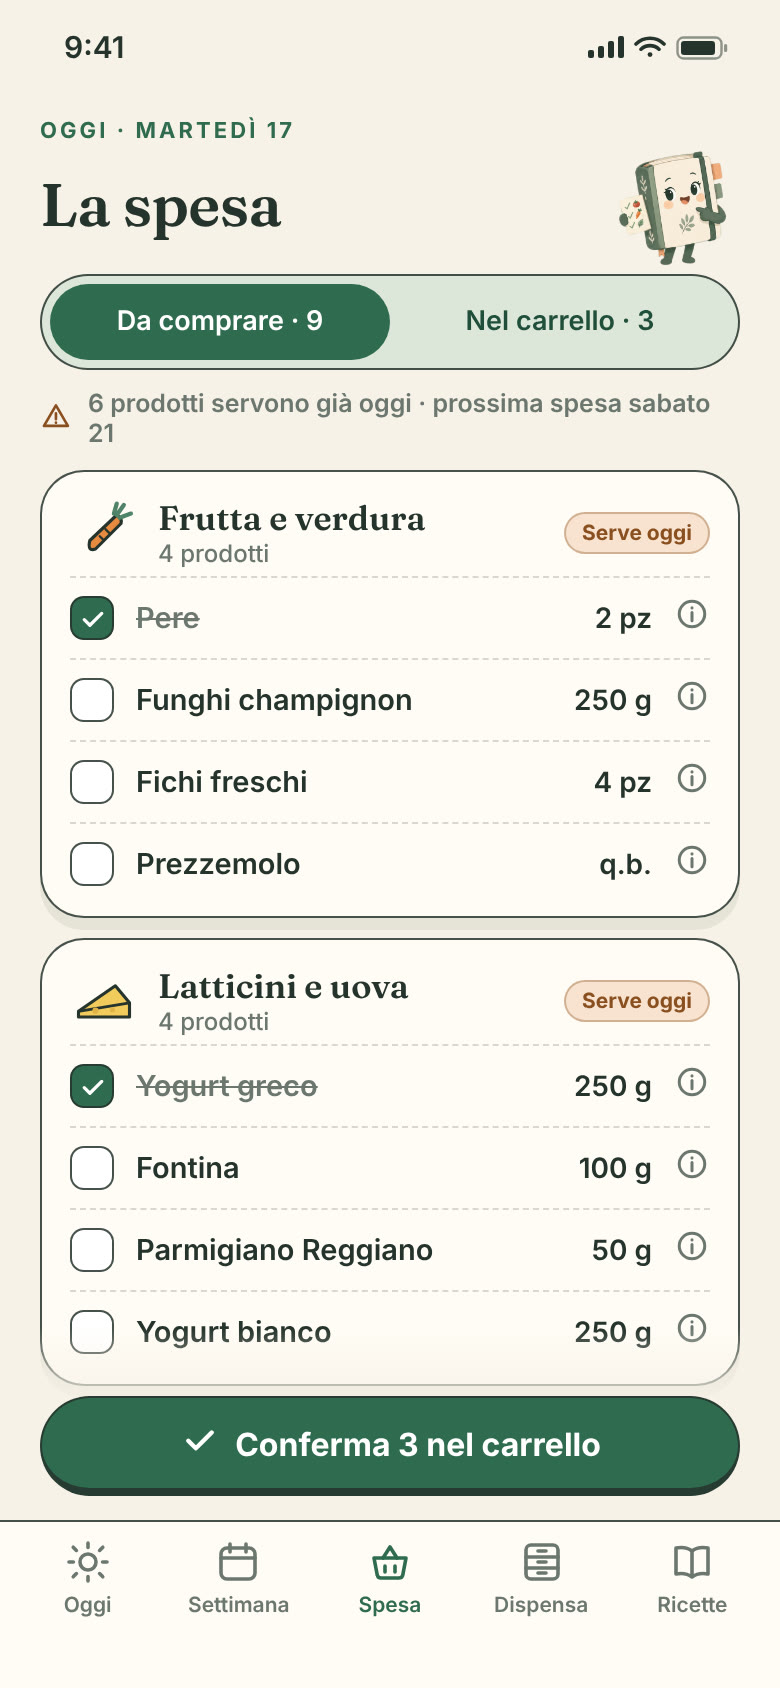 9:41
OGGI · MARTEDÌ 17
La spesa
Da comprare · 9
Nel carrello · 3
6 prodotti servono già oggi · prossima spesa sabato
21
Frutta e verdura
4 prodotti
Serve oggi
Pere
2 pz
Funghi champignon
250 g
Fichi freschi
4 pz
Prezzemolo
q.b.
Latticini e uova
4 prodotti
Serve oggi
Yogurt greco
250 g
Fontina
100 g
Parmigiano Reggiano
50 g
Yogurt bianco
250 g
Conferma 3 nel carrello
Oggi
Settimana
Spesa
Dispensa
Ricette